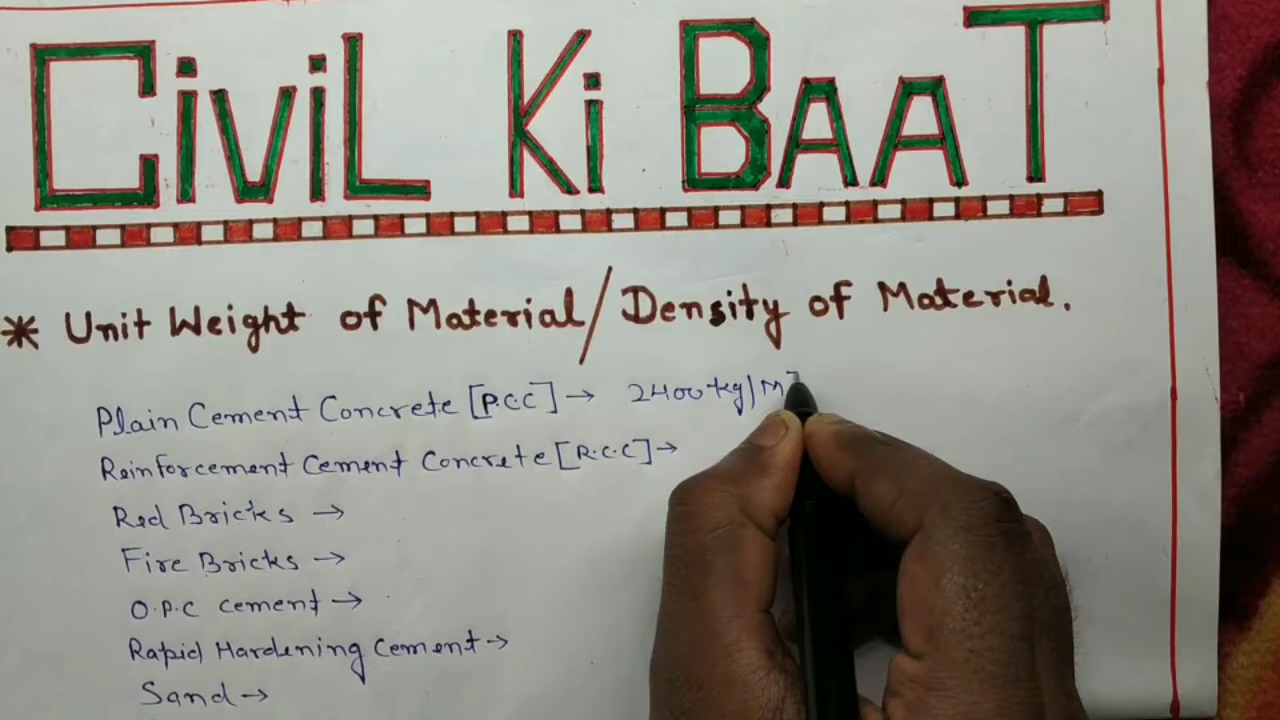 CiviL Ki BAAT
* Unit Weight of Material/Density of Material.
Plain Cement Concrete [P.C.C] → 2400 kg/M
Reinforcement Cement Concrete [R.C.C] →
Red Bricks →
Fire Bricks →
O.P.C cement →
Rapid Hardening Cement →
Sand →